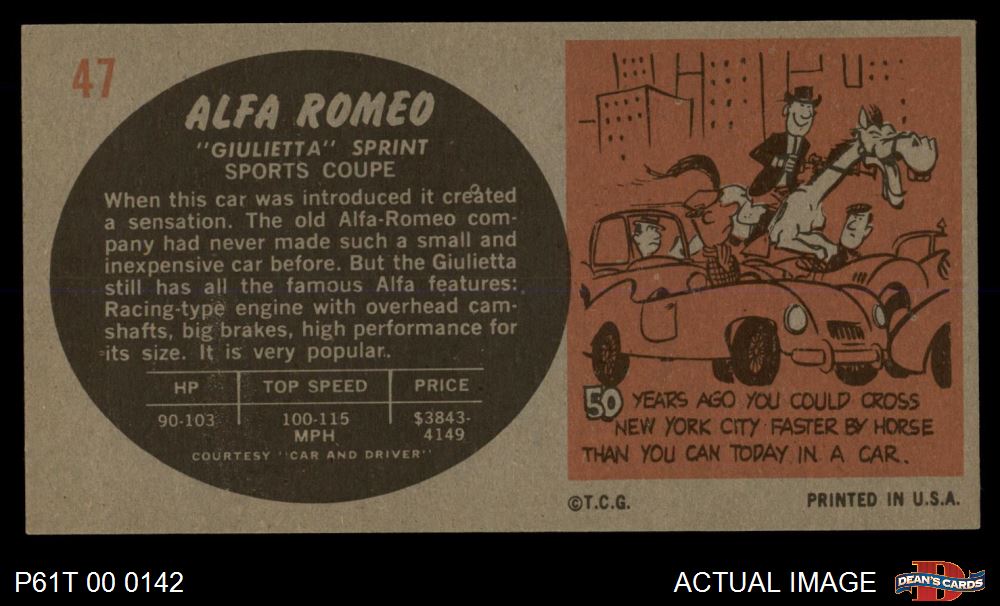 47
ALFA ROMEO
"GIULIETTA" SPRINT
SPORTS COUPE
When this car was introduced it created
a sensation. The old Alfa-Romeo com-
pany had never made such a small and
inexpensive car before. But the Giulietta
still has all the famous Alfa features:
Racing-type engine with overhead cam-
shafts, big brakes, high performance for
its size. It is very popular.
HP TOP SPEED PRICE
90-103 100-115 $3843-
MPH 4149
COURTESY "CAR AND DRIVER"
50 YEARS AGO YOU COULD CROSS
NEW YORK CITY FASTER BY HORSE
THAN YOU CAN TODAY IN A CAR.
©T.C.G. PRINTED IN U.S.A.
P61T 00 0142 ACTUAL IMAGE D DEAN'S CARDS